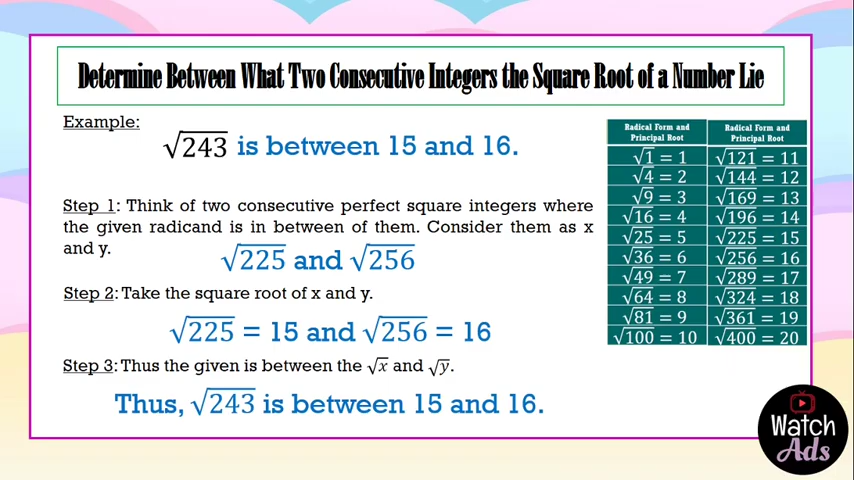 Determine Between What Two Consecutive Integers the Square Root of a Number Lie
Example:
√243 is between 15 and 16.
Step 1: Think of two consecutive perfect square integers where
the given radicand is in between of them. Consider them as x
and y.
√225 and √256
Step 2: Take the square root of x and y.
√225 = 15 and √256 = 16
Step 3: Thus the given is between the √x and √y.
Thus, √243 is between 15 and 16.
Radical Form and Principal Root Radical Form and Principal Root
√1 = 1 √121 = 11
√4 = 2 √144 = 12
√9 = 3 √169 = 13
√16 = 4 √196 = 14
√25 = 5 √225 = 15
√36 = 6 √256 = 16
√49 = 7 √289 = 17
√64 = 8 √324 = 18
√81 = 9 √361 = 19
√100 = 10 √400 = 20
Watch
Ads